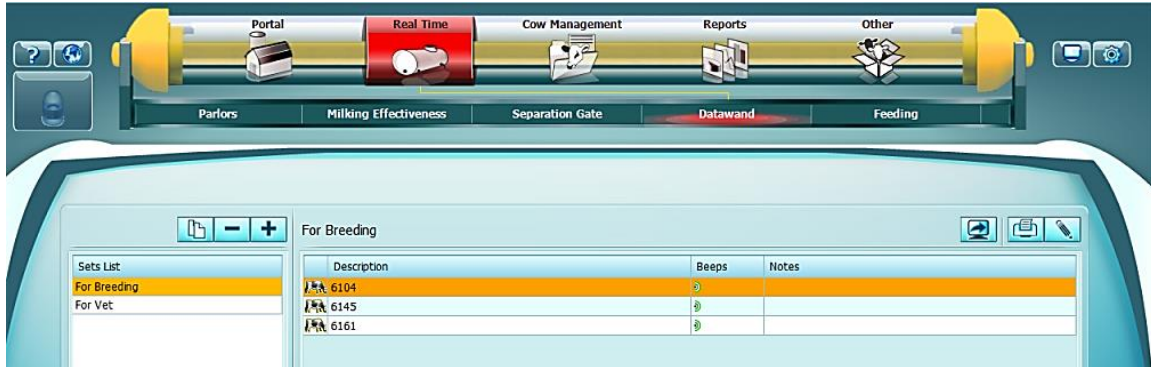 Portal Real Time Cow Management Reports Other
?
Parlors Milking Effectiveness Separation Gate Datawand Feeding
For Breeding
Sets List
For Breeding
For Vet
Description Beeps Notes
6104
6145
6161